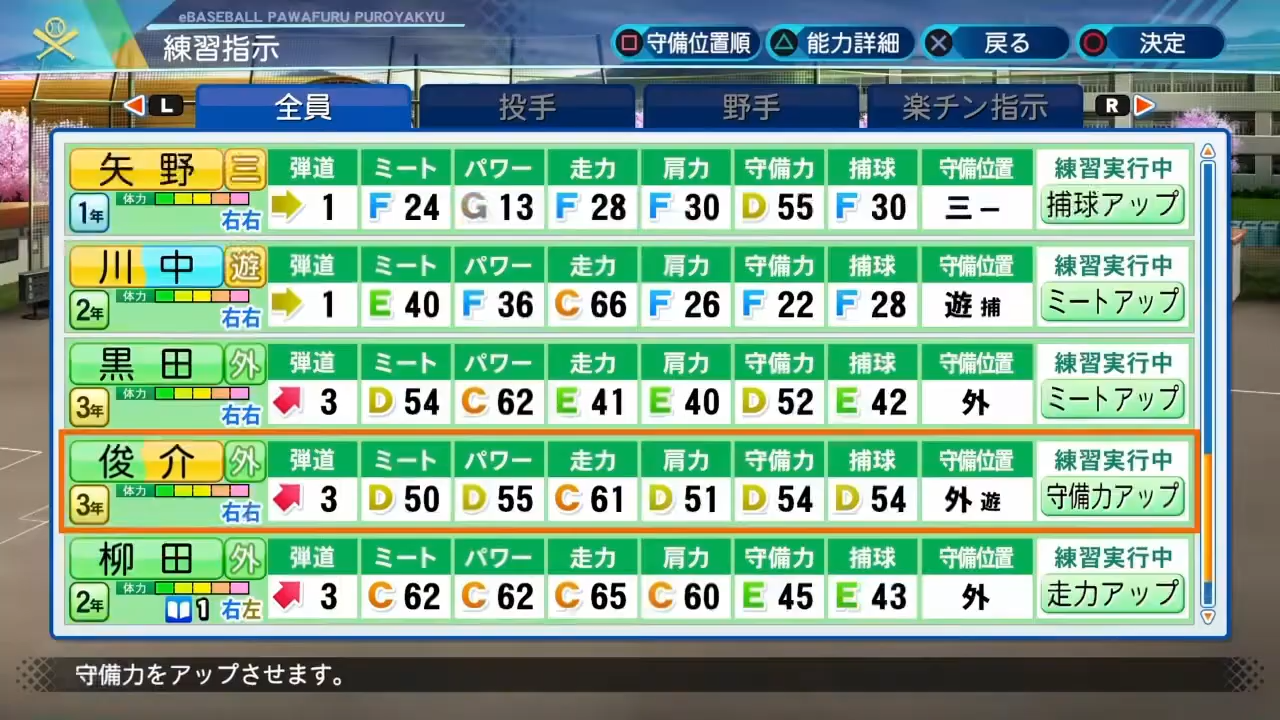 eBASEBALL PAWAFURU PUROYAKYU
練習指示
守備位置順 能力詳細 戻る 決定
L 全員 投手 野手 楽チン指示 R
矢野 三 弾道 ミート パワー 走力 肩力 守備力 捕球 守備位置 練習実行中
1年 体力 右右 1 F 24 G 13 F 28 F 30 D 55 F 30 三一 捕球アップ
川中 遊 弾道 ミート パワー 走力 肩力 守備力 捕球 守備位置 練習実行中
2年 体力 右右 1 E 40 F 36 C 66 F 26 F 22 F 28 遊捕 ミートアップ
黒田 外 弾道 ミート パワー 走力 肩力 守備力 捕球 守備位置 練習実行中
3年 体力 右右 3 D 54 C 62 E 41 E 40 D 52 E 42 外 ミートアップ
俊介 外 弾道 ミート パワー 走力 肩力 守備力 捕球 守備位置 練習実行中
3年 体力 右右 3 D 50 D 55 C 61 D 51 D 54 D 54 外遊 守備力アップ
柳田 外 弾道 ミート パワー 走力 肩力 守備力 捕球 守備位置 練習実行中
2年 体力 1 右左 3 C 62 C 62 C 65 C 60 E 45 E 43 外 走力アップ
守備力をアップさせます。